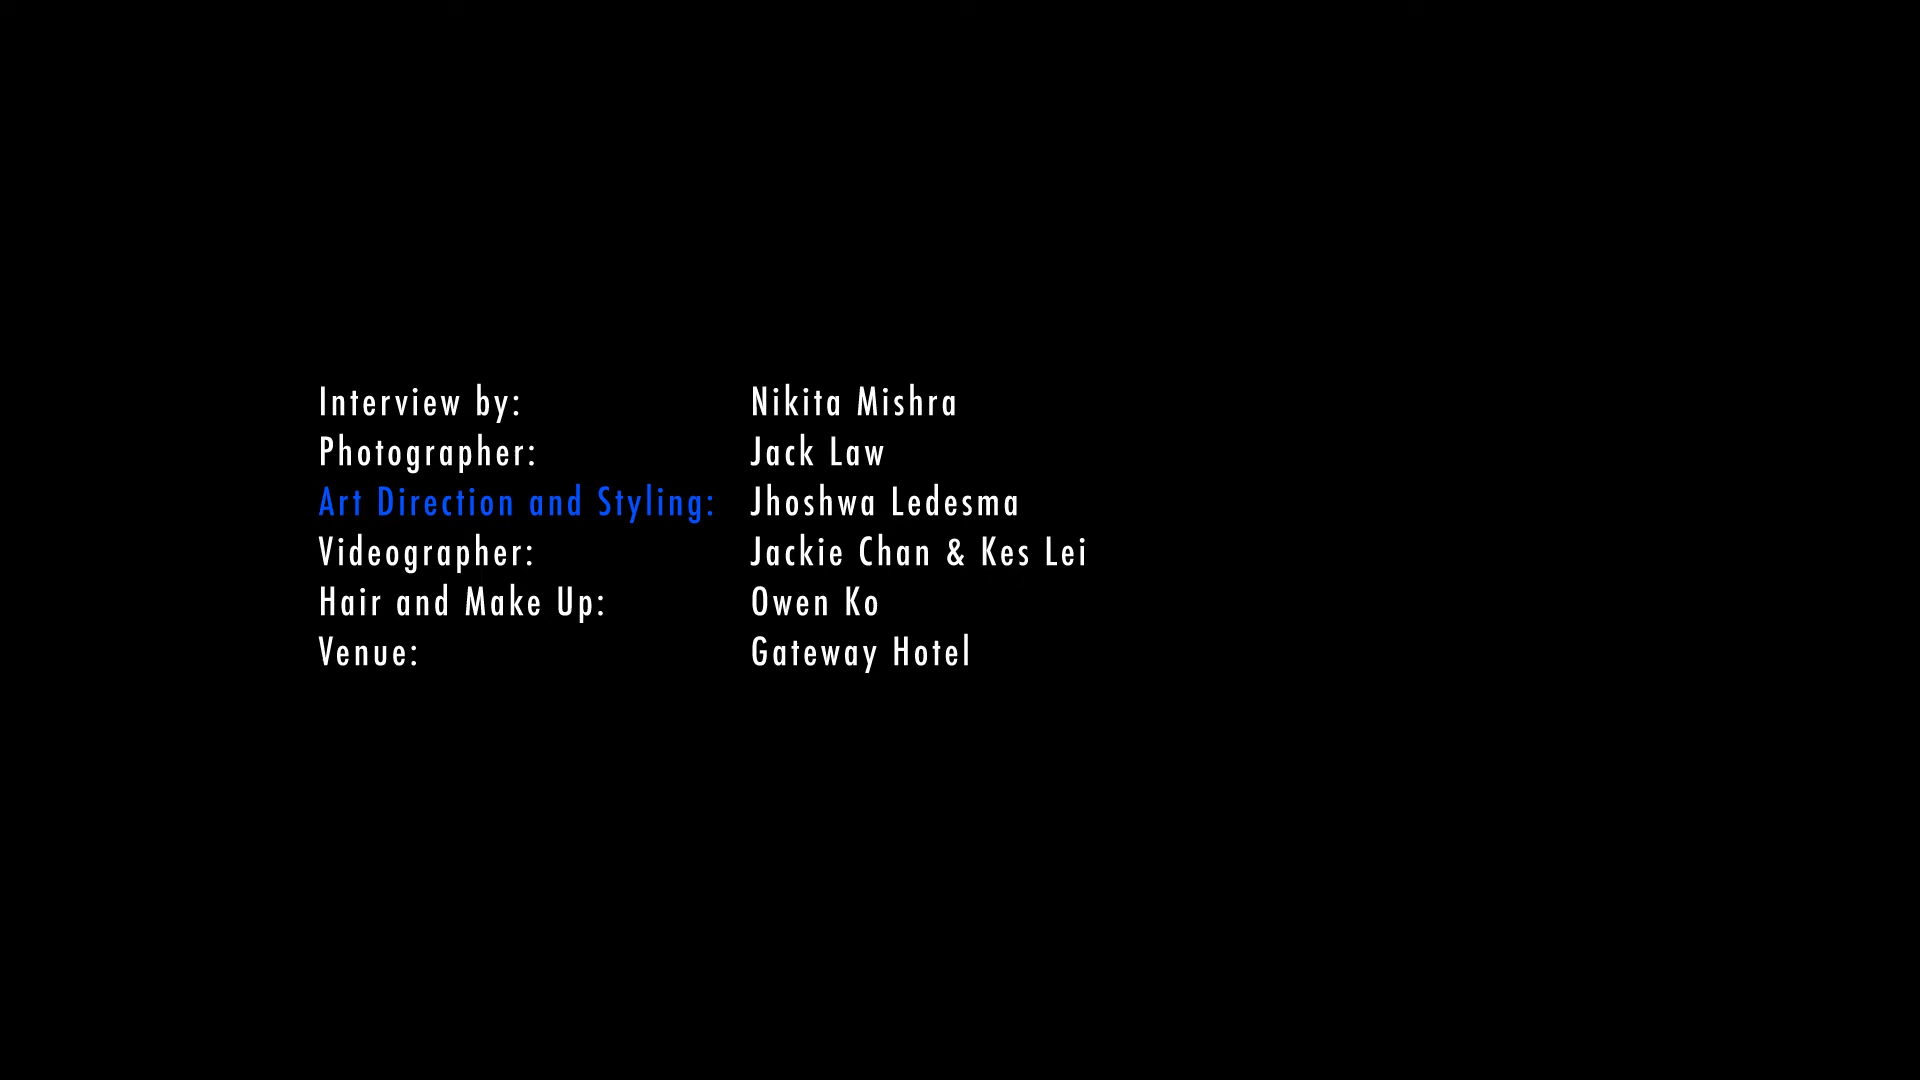 Interview by: Nikita Mishra
Photographer: Jack Law
Art Direction and Styling: Jhoshwa Ledesma
Videographer: Jackie Chan & Kes Lei
Hair and Make Up: Owen Ko
Venue: Gateway Hotel